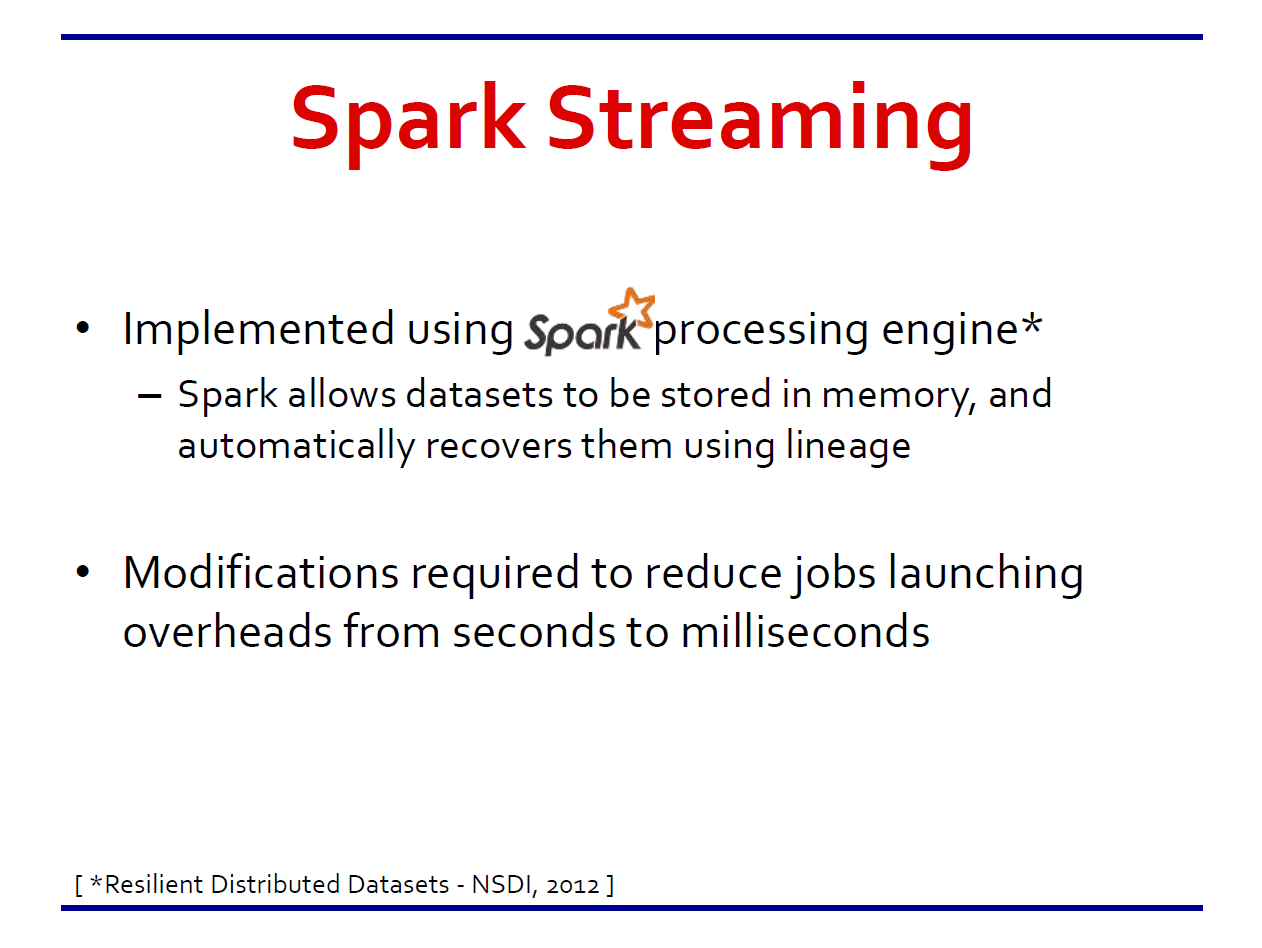 Spark Streaming
• Implemented using Spark processing engine*
– Spark allows datasets to be stored in memory, and
automatically recovers them using lineage
• Modifications required to reduce jobs launching
overheads from seconds to milliseconds
[ *Resilient Distributed Datasets - NSDI, 2012 ]